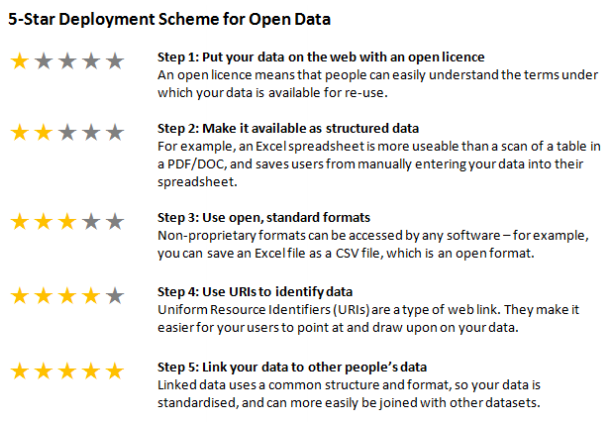 5-Star Deployment Scheme for Open Data
Step 1: Put your data on the web with an open licence
An open licence means that people can easily understand the terms under
which your data is available for re-use.
Step 2: Make it available as structured data
For example, an Excel spreadsheet is more useable than a scan of a table in
a PDF/DOC, and saves users from manually entering your data into their
spreadsheet.
Step 3: Use open, standard formats
Non-proprietary formats can be accessed by any software – for example,
you can save an Excel file as a CSV file, which is an open format.
Step 4: Use URIs to identify data
Uniform Resource Identifiers (URIs) are a type of web link. They make it
easier for your users to point at and draw upon your data.
Step 5: Link your data to other people's data
Linked data uses a common structure and format, so your data is
standardised, and can more easily be joined with other datasets.